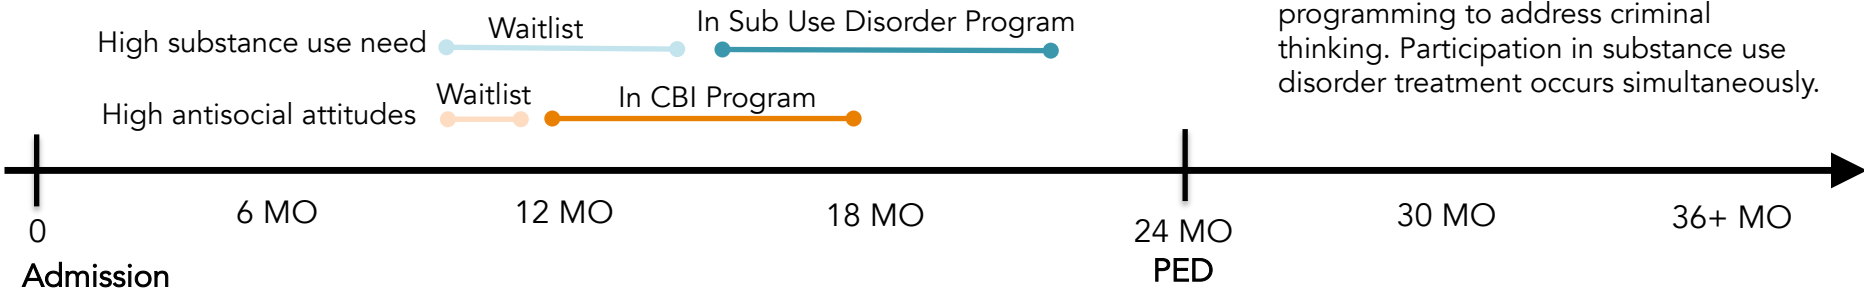 High substance use need
Waitlist
In Sub Use Disorder Program
programming to address criminal
thinking. Participation in substance use
disorder treatment occurs simultaneously.
High antisocial attitudes
Waitlist
In CBI Program
0
6 MO
12 MO
18 MO
24 MO
30 MO
36+ MO
Admission
PED